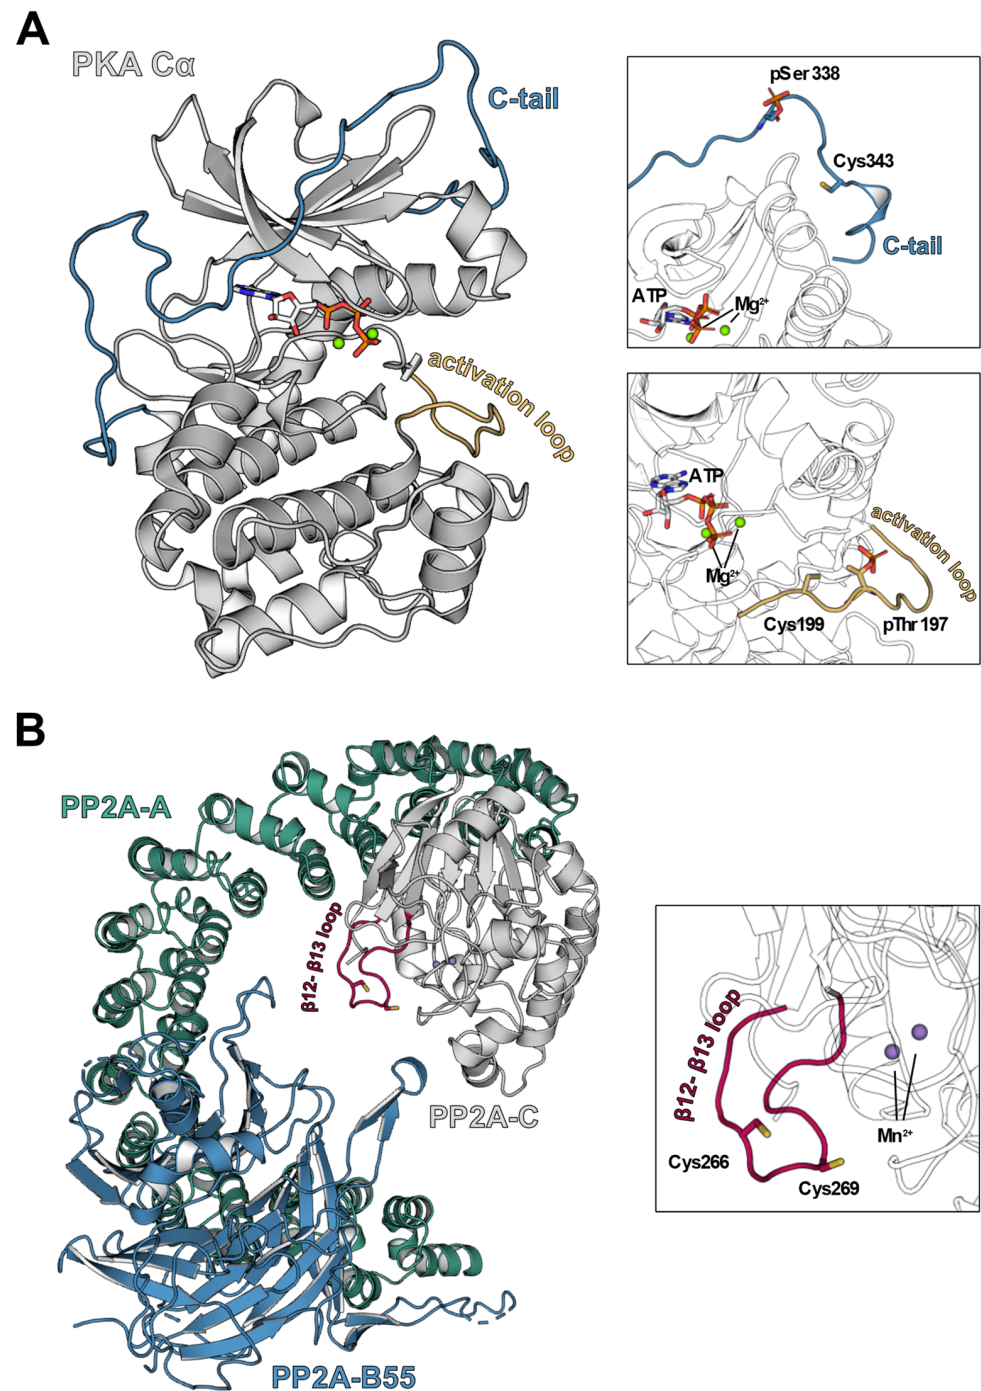 A
PKA Cα
C-tail
activation loop
pSer338
Cys343
C-tail
ATP
Mg2+
ATP
activation loop
Mg2+
Cys199
pThr197
B
PP2A-A
β12- β13 loop
PP2A-C
PP2A-B55
β12- β13 loop
Mn2+
Cys266
Cys269